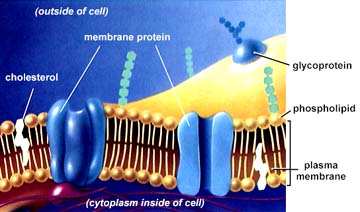 (outside of cell)
membrane protein
cholesterol
glycoprotein
phospholipid
plasma
membrane
(cytoplasm inside of cell)